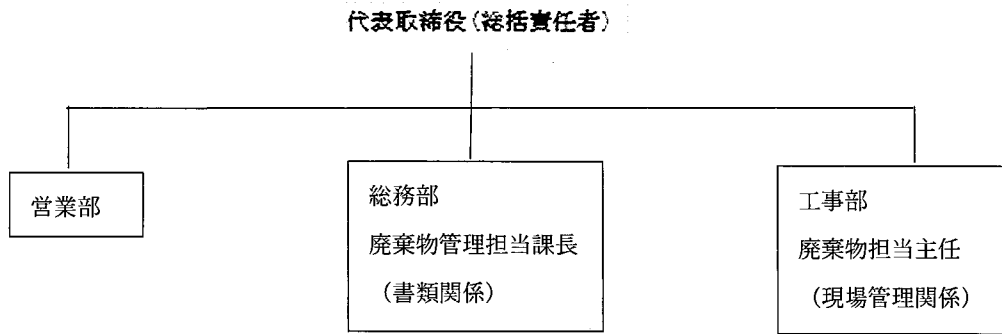 代表取締役(総括責任者)
営業部
総務部
廃棄物管理担当課長
(書類関係)
工事部
廃棄物担当主任
(現場管理関係)